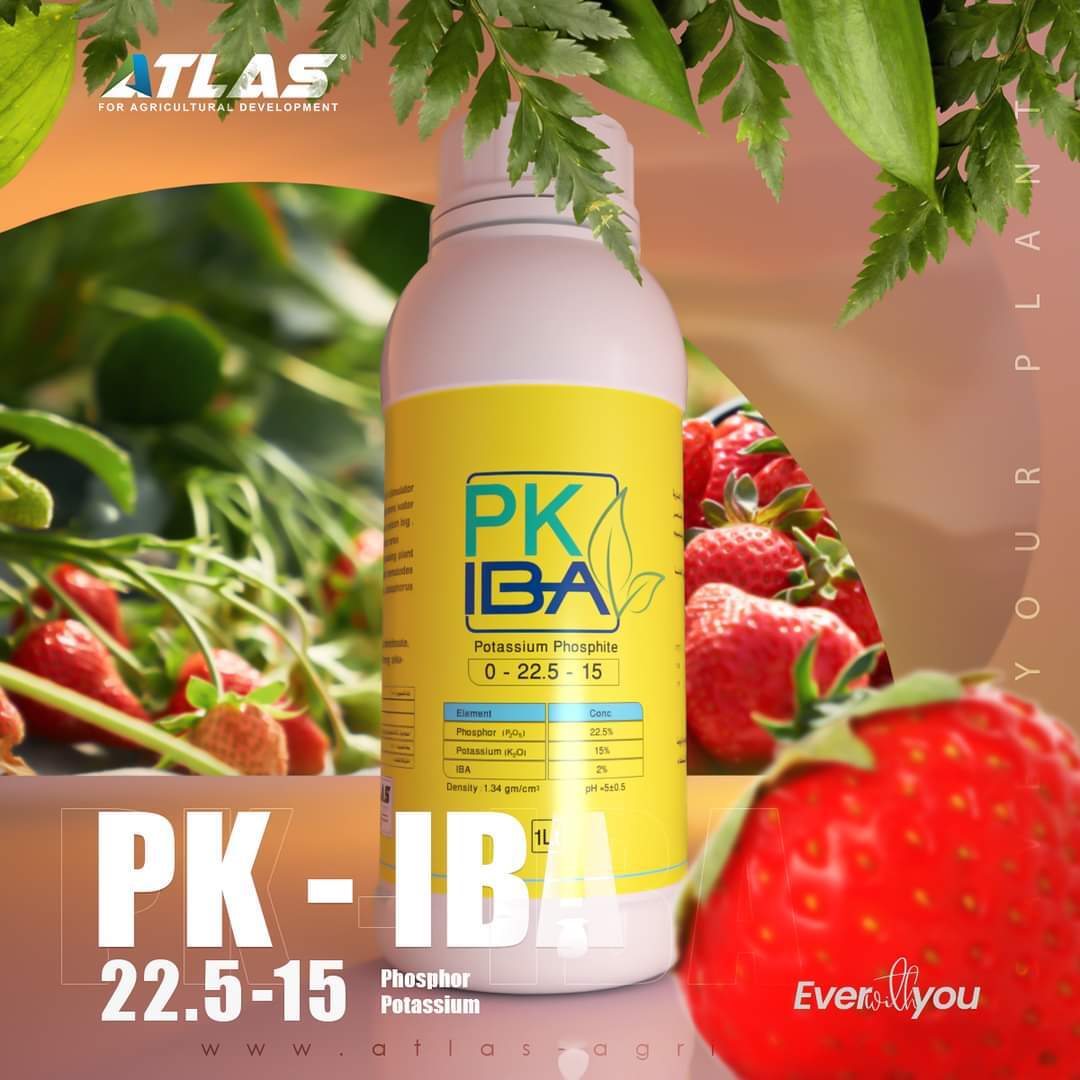 ATLAS®
FOR AGRICULTURAL DEVELOPMENT
YOUR PLANT
PK
IBA
Potassium Phosphite
0 - 22.5 - 15
Element Conc
Phosphor (P₂O₅) 22.5%
Potassium (K₂O) 15%
IBA 2%
Density 1.34 gm/cm³ pH =5±0.5
1L
PK - IBA
22.5-15
Phosphor
Potassium
Ever with you
www.atlas-agri